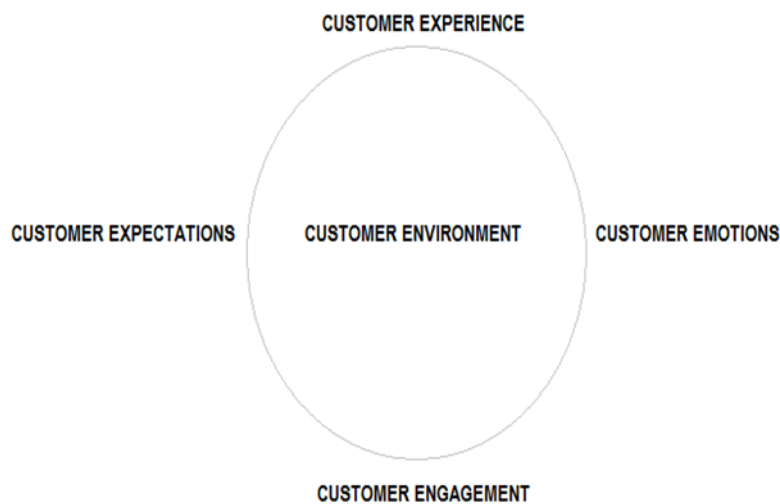 CUSTOMER EXPERIENCE
CUSTOMER EXPECTATIONS
CUSTOMER ENVIRONMENT
CUSTOMER EMOTIONS
CUSTOMER ENGAGEMENT